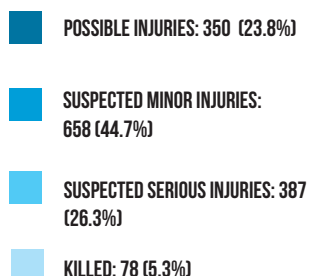 POSSIBLE INJURIES: 350 (23.8%)
SUSPECTED MINOR INJURIES:
658 (44.7%)
SUSPECTED SERIOUS INJURIES: 387
(26.3%)
KILLED: 78 (5.3%)